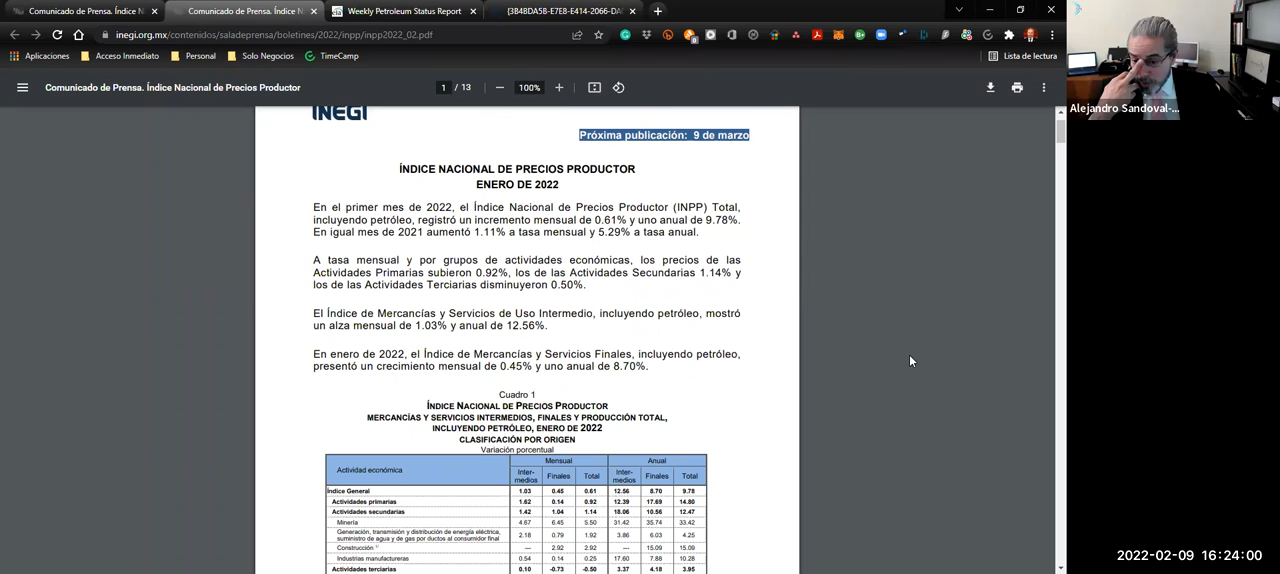 Comunicado de Prensa. Índice N
Comunicado de Prensa. Índice N
Weekly Petroleum Status Report
{3B4BDA5B-E7E8-E414-2066-DA
inegi.org.mx/contenidos/saladeprensa/boletines/2022/inpp/inpp2022_02.pdf
Aplicaciones
Acceso Inmediato
Personal
Solo Negocios
TimeCamp
Lista de lectura
Comunicado de Prensa. Índice Nacional de Precios Productor
1 / 13
100%
Alejandro Sandoval-...
INEGI
Próxima publicación: 9 de marzo
ÍNDICE NACIONAL DE PRECIOS PRODUCTOR
ENERO DE 2022
En el primer mes de 2022, el Índice Nacional de Precios Productor (INPP) Total,
incluyendo petróleo, registró un incremento mensual de 0.61% y uno anual de 9.78%.
En igual mes de 2021 aumentó 1.11% a tasa mensual y 5.29% a tasa anual.
A tasa mensual y por grupos de actividades económicas, los precios de las
Actividades Primarias subieron 0.92%, los de las Actividades Secundarias 1.14% y
los de las Actividades Terciarias disminuyeron 0.50%.
El Índice de Mercancías y Servicios de Uso Intermedio, incluyendo petróleo, mostró
un alza mensual de 1.03% y anual de 12.56%.
En enero de 2022, el Índice de Mercancías y Servicios Finales, incluyendo petróleo,
presentó un crecimiento mensual de 0.45% y uno anual de 8.70%.
Cuadro 1
ÍNDICE NACIONAL DE PRECIOS PRODUCTOR
MERCANCÍAS Y SERVICIOS INTERMEDIOS, FINALES Y PRODUCCIÓN TOTAL,
INCLUYENDO PETRÓLEO, ENERO DE 2022
CLASIFICACIÓN POR ORIGEN
Variación porcentual
Actividad económica
Mensual Anual
Inter-medios Finales Total Inter-medios Finales Total
Índice General 1.03 0.45 0.61 12.56 8.70 9.78
Actividades primarias 1.62 0.14 0.92 12.39 17.69 14.80
Actividades secundarias 1.42 1.04 1.14 18.06 10.56 12.47
Minería 4.67 6.45 5.50 31.42 35.74 33.42
Generación, transmisión y distribución de energía eléctrica,
suministro de agua y de gas por ductos al consumidor final 2.18 0.79 1.92 3.86 6.03 4.25
Construcción 1/ --- 2.92 2.92 --- 15.09 15.09
Industrias manufactureras 0.54 0.14 0.25 17.60 7.88 10.28
Actividades terciarias 0.10 -0.73 -0.50 3.37 4.18 3.95
2022-02-09 16:24:00